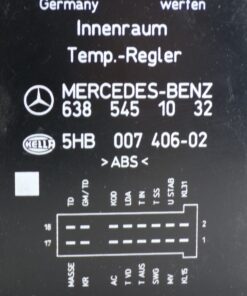 Germany werfen
Innenraum
Temp.-Regler
MERCEDES-BENZ
638 545 10 32
HELLA 5HB 007 406-02
>ABS<
TD GM/TD KOD LDA T IN T SS U STAB KL31
18 2
17 1
MASSE KR AC T VD T AUS SWG MV KL15